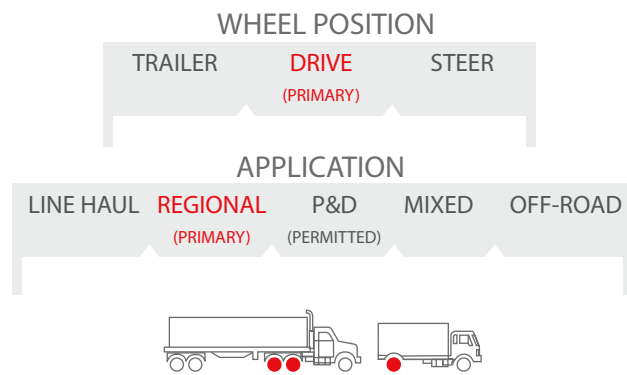 WHEEL POSITION
TRAILER DRIVE STEER
(PRIMARY)
APPLICATION
LINE HAUL REGIONAL P&D MIXED OFF-ROAD
(PRIMARY) (PERMITTED)